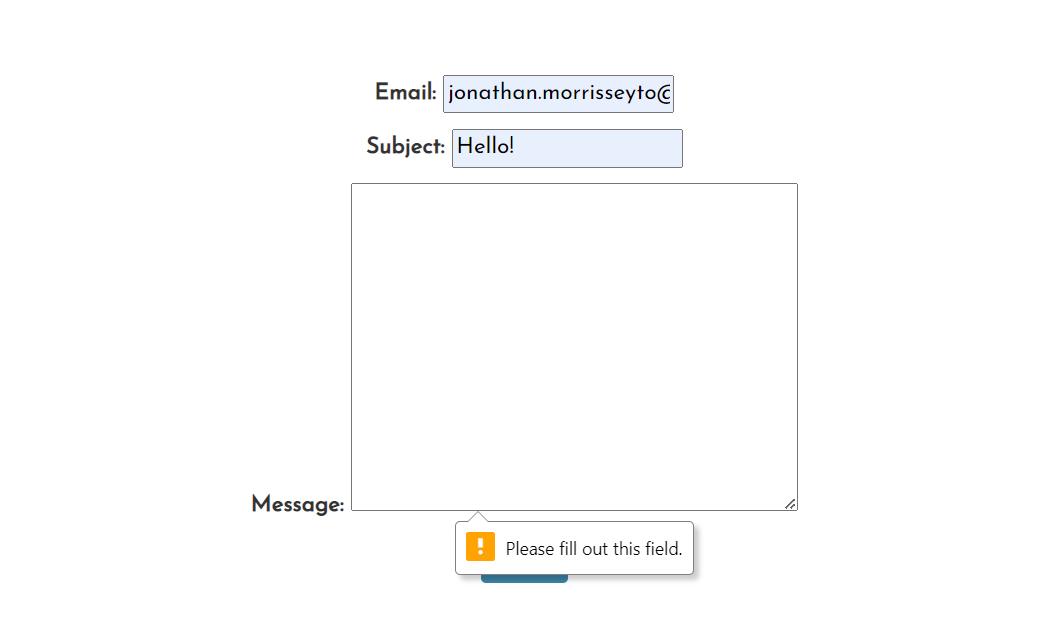 Email: jonathan.morrisseyto@
Subject: Hello!
Message:
Please fill out this field.